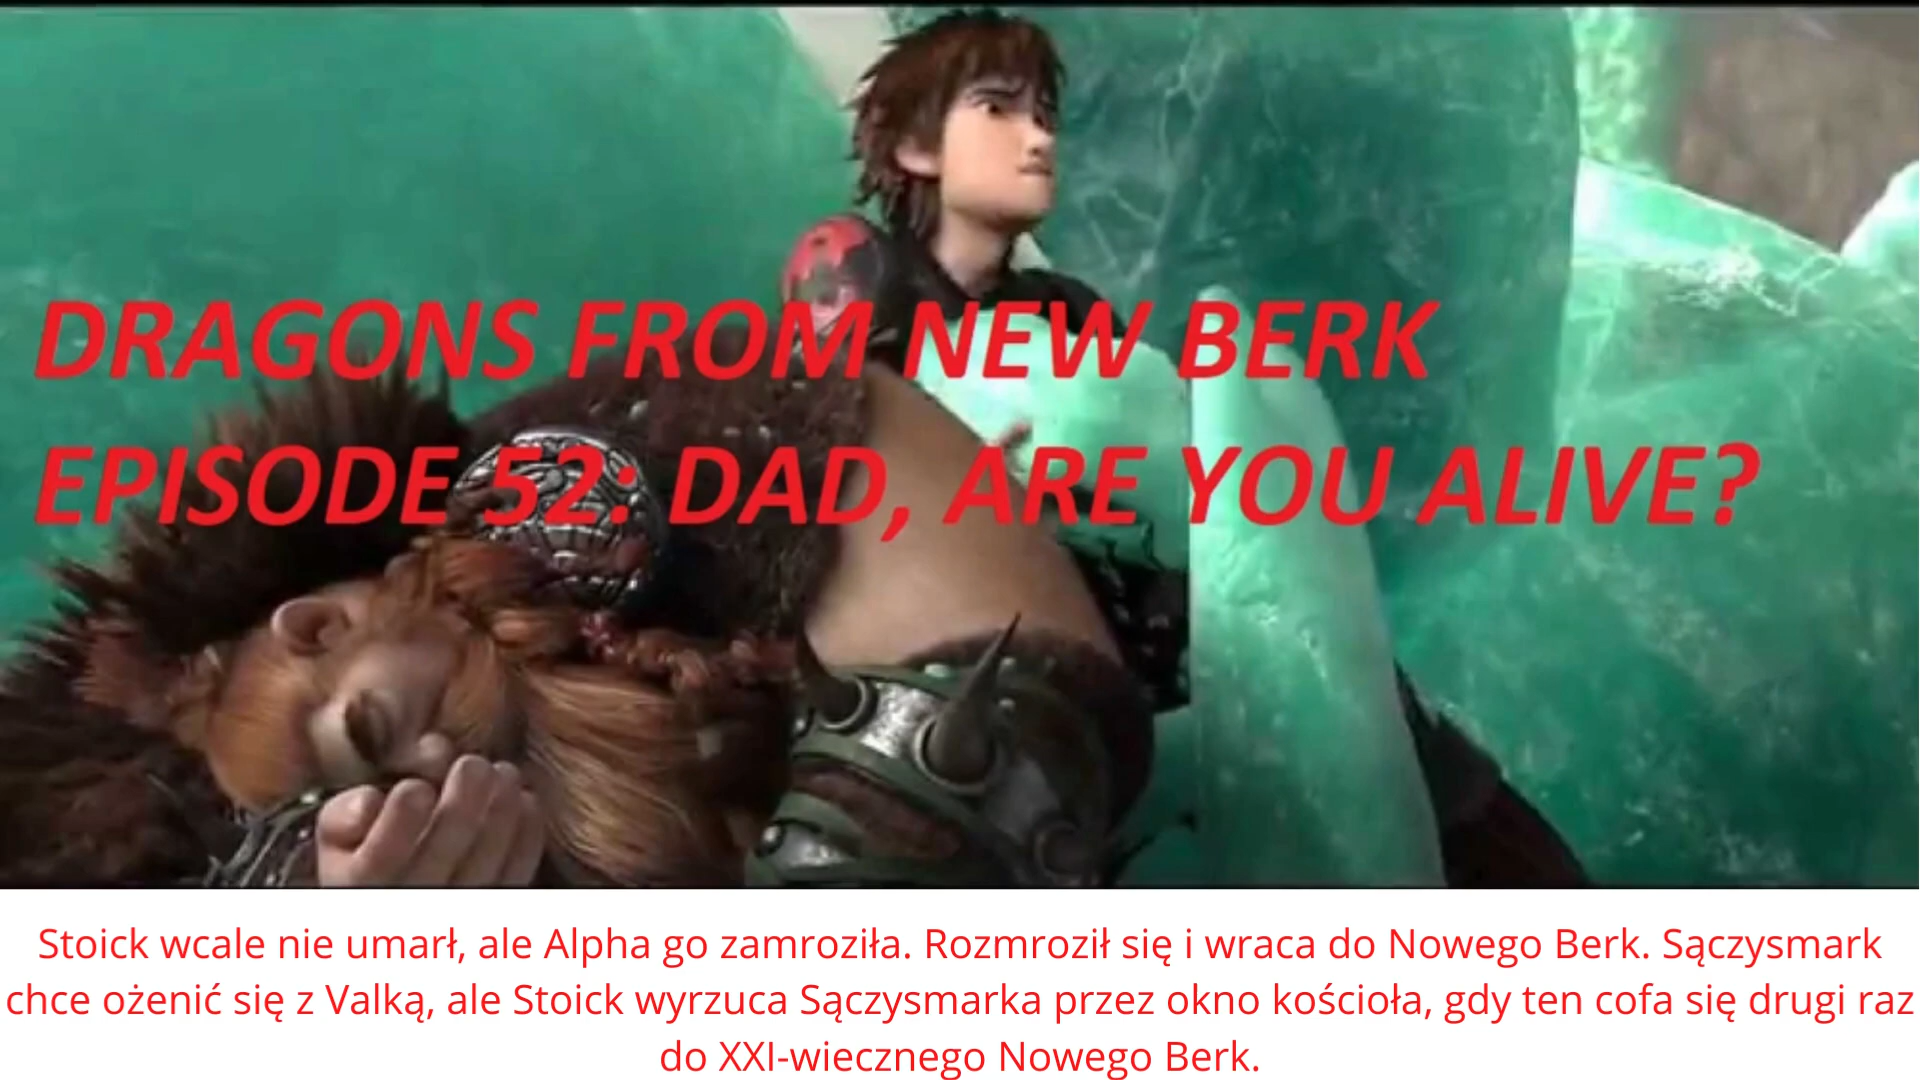 DRAGONS FROM NEW BERK
EPISODE 52: DAD, ARE YOU ALIVE?
Stoick wcale nie umarł, ale Alpha go zamroziła. Rozmroził się i wraca do Nowego Berk. Sączysmark
chce ożenić się z Valką, ale Stoick wyrzuca Sączysmarka przez okno kościoła, gdy ten cofa się drugi raz
do XXI-wiecznego Nowego Berk.